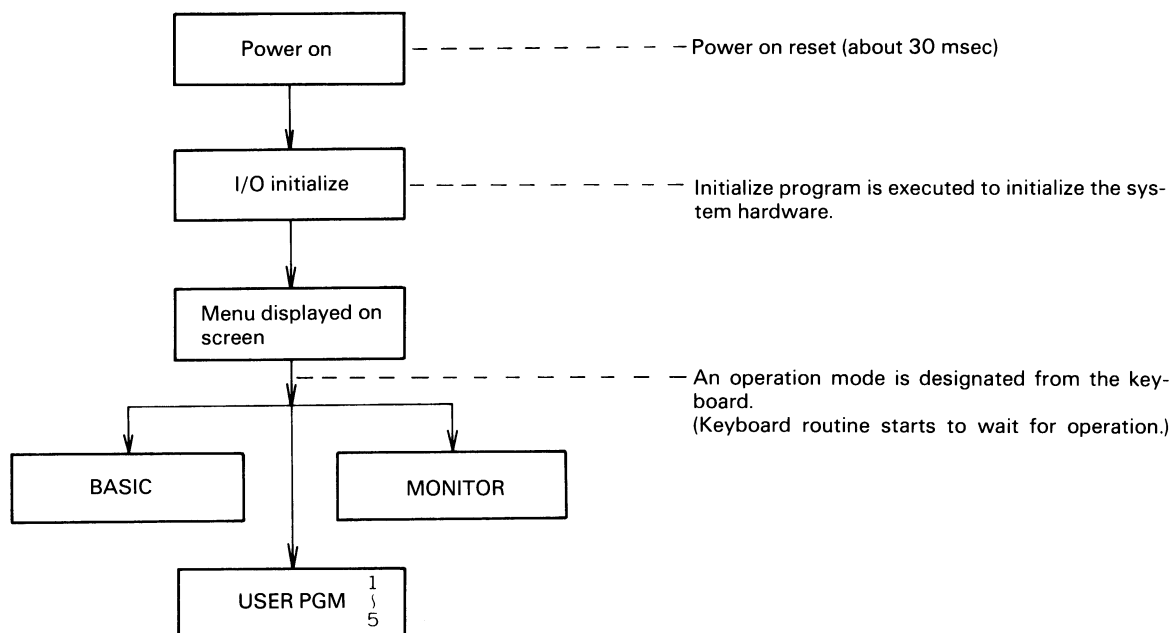 Power on
Power on reset (about 30 msec)
I/O initialize
Initialize program is executed to initialize the sys-
tem hardware.
Menu displayed on
screen
An operation mode is designated from the key-
board.
(Keyboard routine starts to wait for operation.)
BASIC
MONITOR
USER PGM 1
≀
5